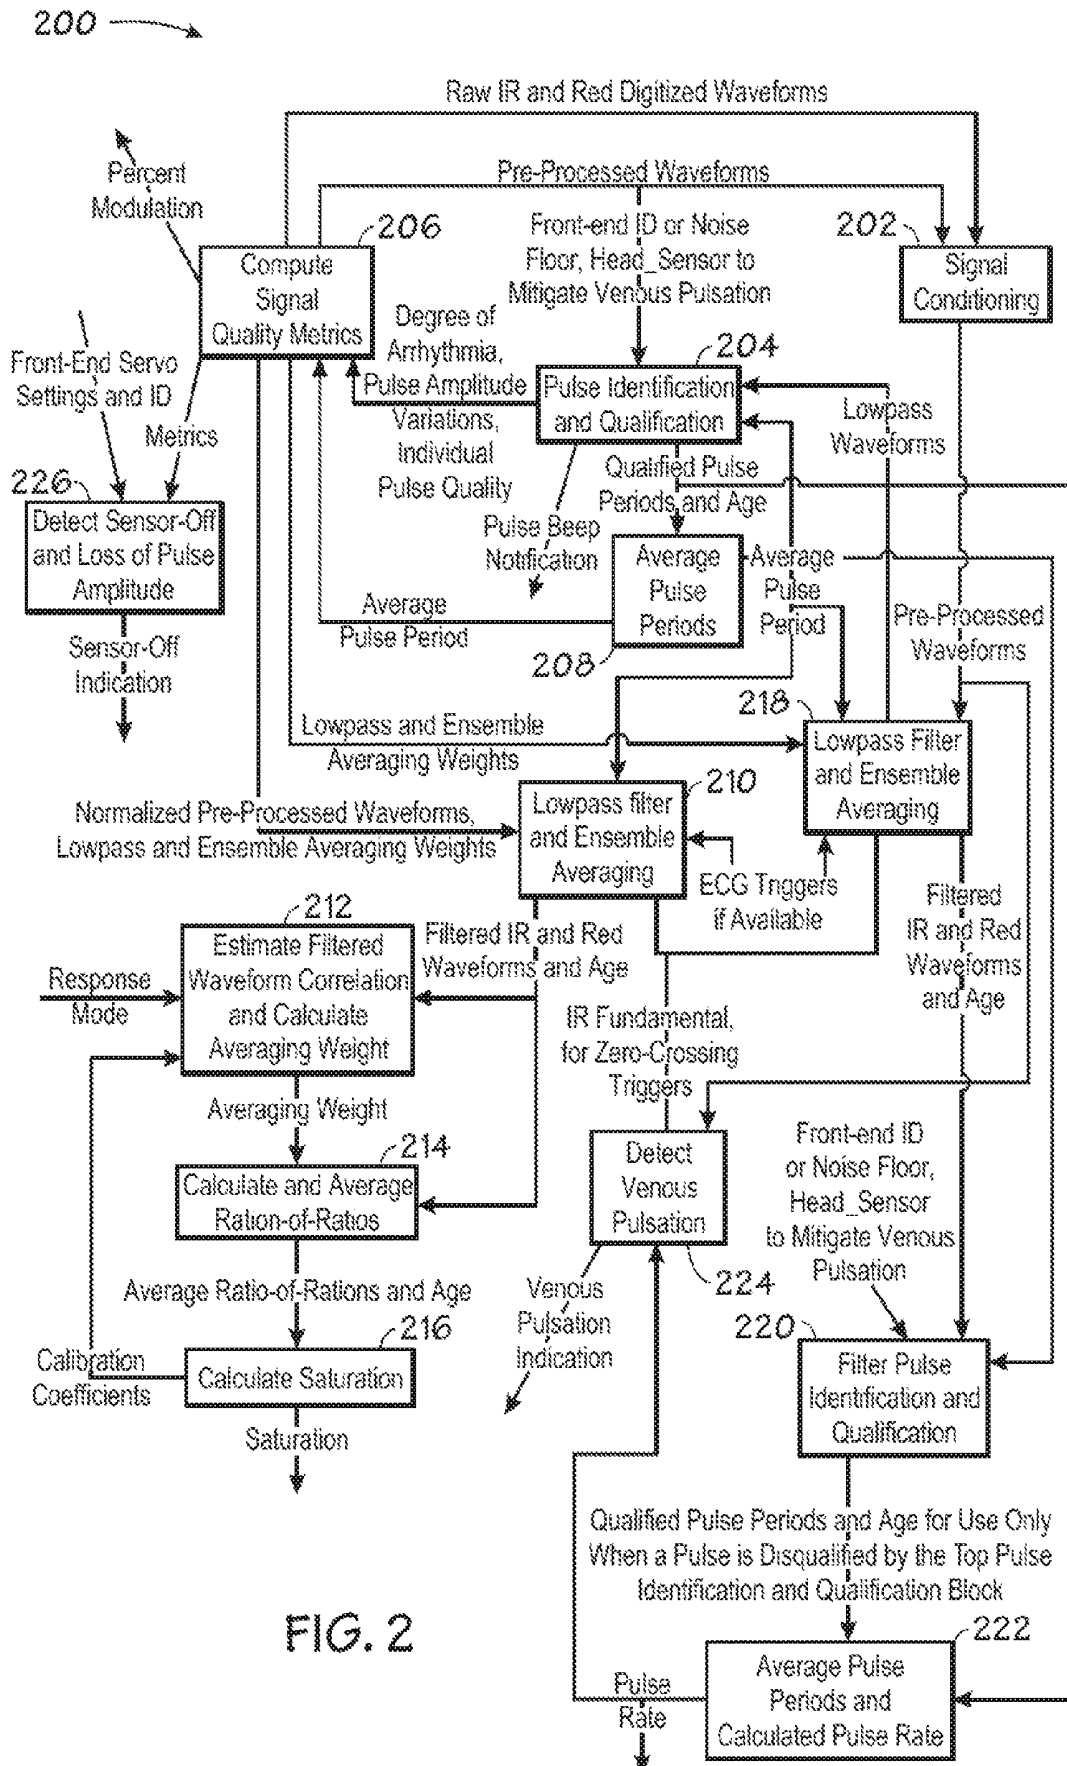 200
Raw IR and Red Digitized Waveforms
Percent
Modulation
Pre-Processed Waveforms
206
Compute
Signal
Quality Metrics
Front-end ID or Noise
Floor, Head_Sensor to
Mitigate Venous Pulsation
202
Signal
Conditioning
Degree of
Arrhythmia,
Pulse Amplitude
Variations,
Individual
Pulse Quality
204
Pulse Identification
and Qualification
Lowpass
Waveforms
Front-End Servo
Settings and ID
Metrics
226
Detect Sensor-Off
and Loss of Pulse
Amplitude
Sensor-Off
Indication
Qualified Pulse
Periods and Age
Pulse Beep
Notification
Average
Pulse
Periods
208
Average
Pulse
Period
Average
Pulse Period
Pre-Processed
Waveforms
218
Lowpass Filter
and Ensemble
Averaging
Lowpass and Ensemble
Averaging Weights
210
Lowpass filter
and Ensemble
Averaging
Normalized Pre-Processed Waveforms,
Lowpass and Ensemble Averaging Weights
ECG Triggers
if Available
Filtered
IR and Red
Waveforms
and Age
212
Estimate Filtered
Waveform Correlation
and Calculate
Averaging Weight
Filtered IR and Red
Waveforms and Age
Response
Mode
IR Fundamental,
for Zero-Crossing
Triggers
Averaging Weight
214
Calculate and Average
Ration-of-Ratios
Detect
Venous
Pulsation
224
Front-end ID
or Noise Floor,
Head_Sensor
to Mitigate Venous
Pulsation
Average Ratio-of-Rations and Age
Venous
Pulsation
Indication
216
Calculate Saturation
Calibration
Coefficients
Saturation
220
Filter Pulse
Identification and
Qualification
Qualified Pulse Periods and Age for Use Only
When a Pulse is Disqualified by the Top Pulse
Identification and Qualification Block
FIG. 2
222
Average Pulse
Periods and
Calculated Pulse Rate
Pulse
Rate